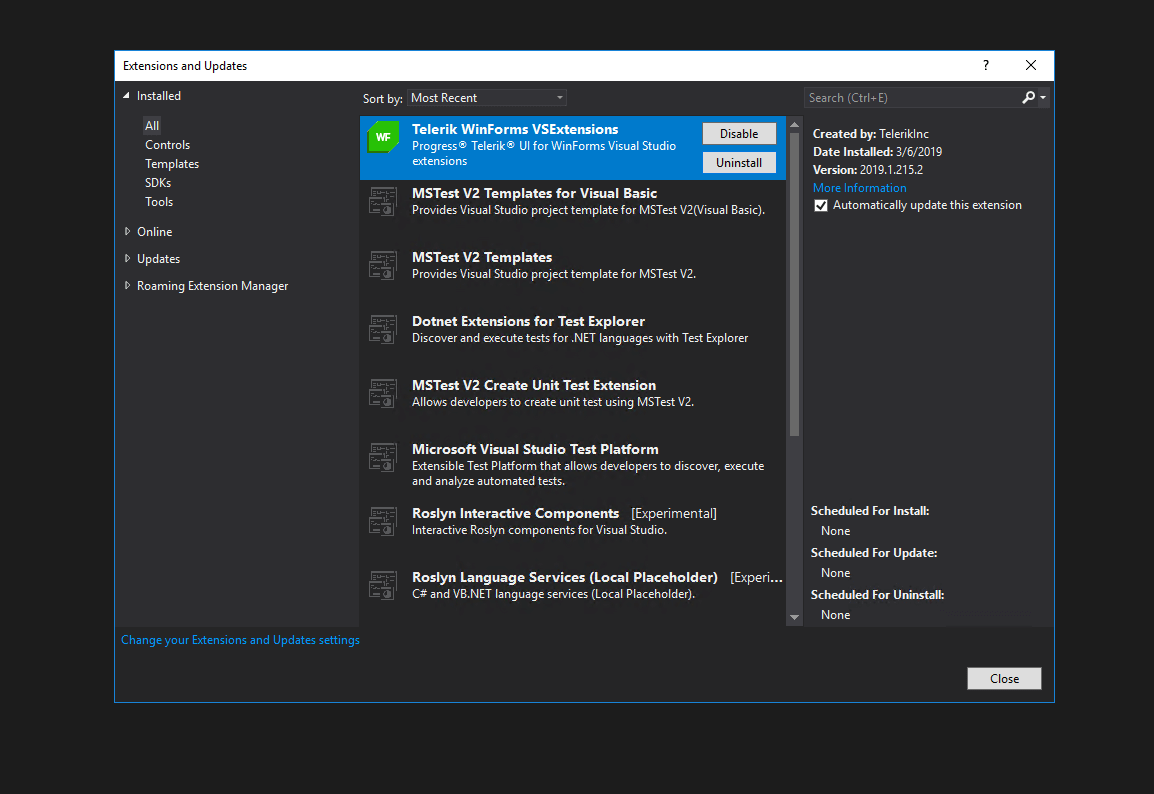 Extensions and Updates
?
Installed
All
Controls
Templates
SDKs
Tools
Online
Updates
Roaming Extension Manager
Sort by: Most Recent
WF
Telerik WinForms VSExtensions
Progress® Telerik® UI for WinForms Visual Studio
extensions
Disable
Uninstall
MSTest V2 Templates for Visual Basic
Provides Visual Studio project template for MSTest V2(Visual Basic).
MSTest V2 Templates
Provides Visual Studio project template for MSTest V2.
Dotnet Extensions for Test Explorer
Discover and execute tests for .NET languages with Test Explorer
MSTest V2 Create Unit Test Extension
Allows developers to create unit test using MSTest V2.
Microsoft Visual Studio Test Platform
Extensible Test Platform that allows developers to discover, execute
and analyze automated tests.
Roslyn Interactive Components [Experimental]
Interactive Roslyn components for Visual Studio.
Roslyn Language Services (Local Placeholder) [Experi...
C# and VB.NET language services (Local Placeholder).
Search (Ctrl+E)
Created by: TelerikInc
Date Installed: 3/6/2019
Version: 2019.1.215.2
More Information
Automatically update this extension
Scheduled For Install:
None
Scheduled For Update:
None
Scheduled For Uninstall:
None
Change your Extensions and Updates settings
Close